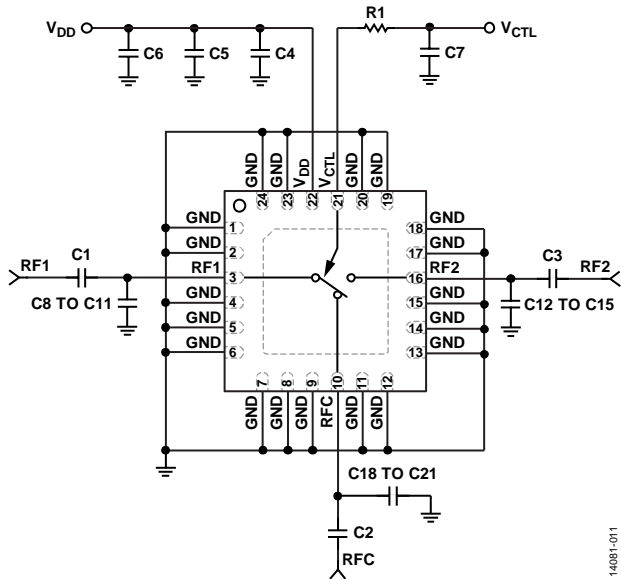 VDD
R1
VCTL
C6
C5
C4
C7
GND
GND
VDD
VCTL
GND
GND
24
23
22
21
20
19
GND
1
18
GND
GND
2
17
GND
C1
RF1
RF1
3
16
RF2
C3
RF2
C8 TO C11
GND
4
15
GND
C12 TO C15
GND
5
14
GND
GND
6
13
GND
7
8
9
10
11
12
GND
GND
GND
RFC
GND
GND
C18 TO C21
C2
RFC
14081-011